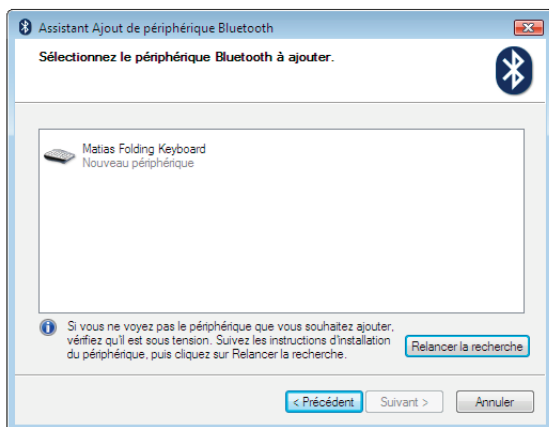 Assistant Ajout de périphérique Bluetooth
Sélectionnez le périphérique Bluetooth à ajouter.
Matias Folding Keyboard
Nouveau périphérique
Si vous ne voyez pas le périphérique que vous souhaitez ajouter,
vérifiez qu'il est sous tension. Suivez les instructions d'installation
du périphérique, puis cliquez sur Relancer la recherche.
Relancer la recherche
< Précédent
Suivant >
Annuler